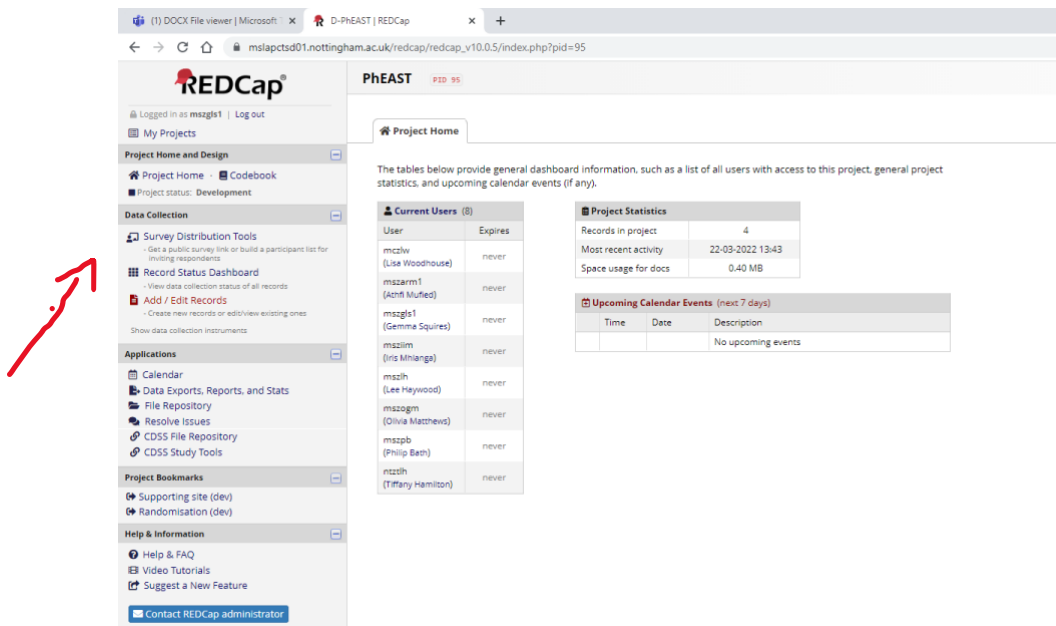 (1) DOCX File viewer | Microsoft T
D-PhEAST | REDCap
mslapctsd01.nottingham.ac.uk/redcap/redcap_v10.0.5/index.php?pid=95
REDCap®
Logged in as mszgls1 | Log out
My Projects
Project Home and Design
Project Home · Codebook
Project status: Development
Data Collection
Survey Distribution Tools
- Get a public survey link or build a participant list for
inviting respondents
Record Status Dashboard
- View data collection status of all records
Add / Edit Records
- Create new records or edit/view existing ones
Show data collection instruments
Applications
Calendar
Data Exports, Reports, and Stats
File Repository
Resolve Issues
CDSS File Repository
CDSS Study Tools
Project Bookmarks
Supporting site (dev)
Randomisation (dev)
Help & Information
Help & FAQ
Video Tutorials
Suggest a New Feature
Contact REDCap administrator
PhEAST PID 95
Project Home
The tables below provide general dashboard information, such as a list of all users with access to this project, general project
statistics, and upcoming calendar events (if any).
Current Users (8)
User Expires
mczlw
(Lisa Woodhouse) never
mszarm1
(Athfi Mufied) never
mszgls1
(Gemma Squires) never
msziim
(Iris Mhlanga) never
mszlh
(Lee Haywood) never
mszogm
(Olivia Matthews) never
mszpb
(Philip Bath) never
ntztlh
(Tiffany Hamilton) never
Project Statistics
Records in project 4
Most recent activity 22-03-2022 13:43
Space usage for docs 0.40 MB
Upcoming Calendar Events (next 7 days)
Time Date Description
No upcoming events